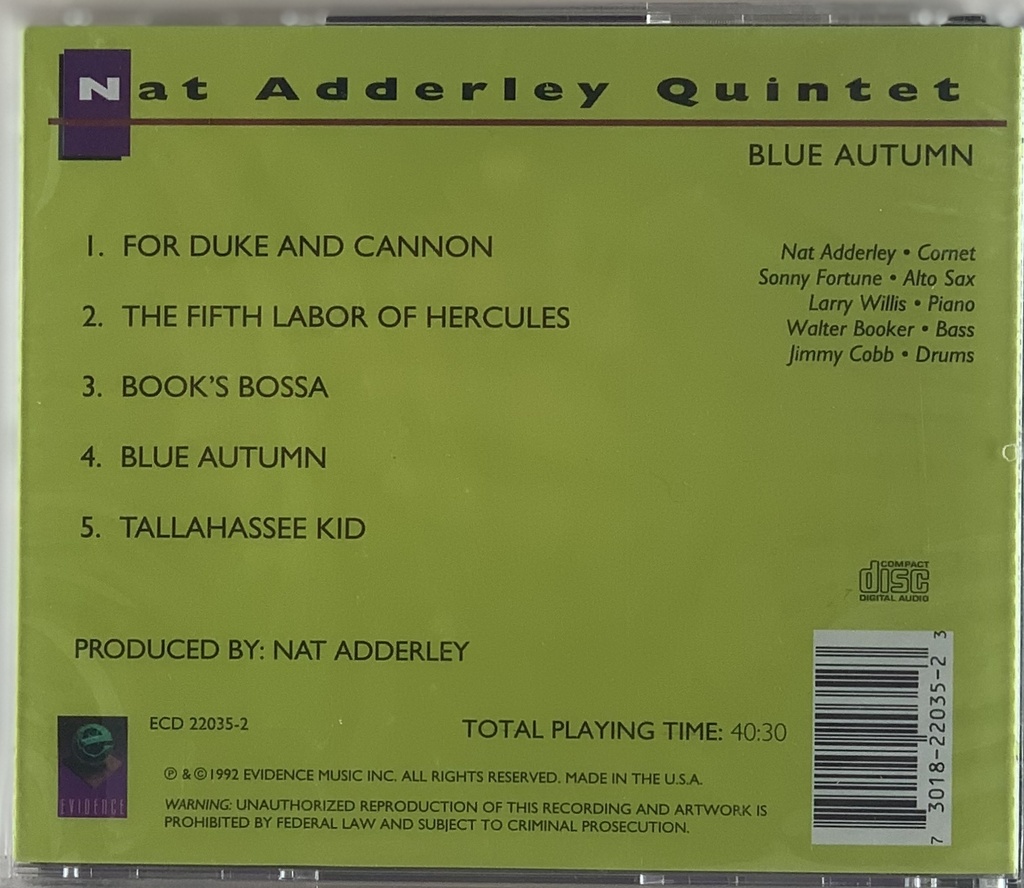 Nat Adderley Quintet
BLUE AUTUMN
1. FOR DUKE AND CANNON
2. THE FIFTH LABOR OF HERCULES
3. BOOK'S BOSSA
4. BLUE AUTUMN
5. TALLAHASSEE KID
Nat Adderley • Cornet
Sonny Fortune • Alto Sax
Larry Willis • Piano
Walter Booker • Bass
Jimmy Cobb • Drums
COMPACT
disc
DIGITAL AUDIO
PRODUCED BY: NAT ADDERLEY
ECD 22035-2
TOTAL PLAYING TIME: 40:30
EVIDENCE
℗ & ©1992 EVIDENCE MUSIC INC. ALL RIGHTS RESERVED. MADE IN THE U.S.A.
WARNING: UNAUTHORIZED REPRODUCTION OF THIS RECORDING AND ARTWORK IS
PROHIBITED BY FEDERAL LAW AND SUBJECT TO CRIMINAL PROSECUTION.
7 3018-22035-2 3